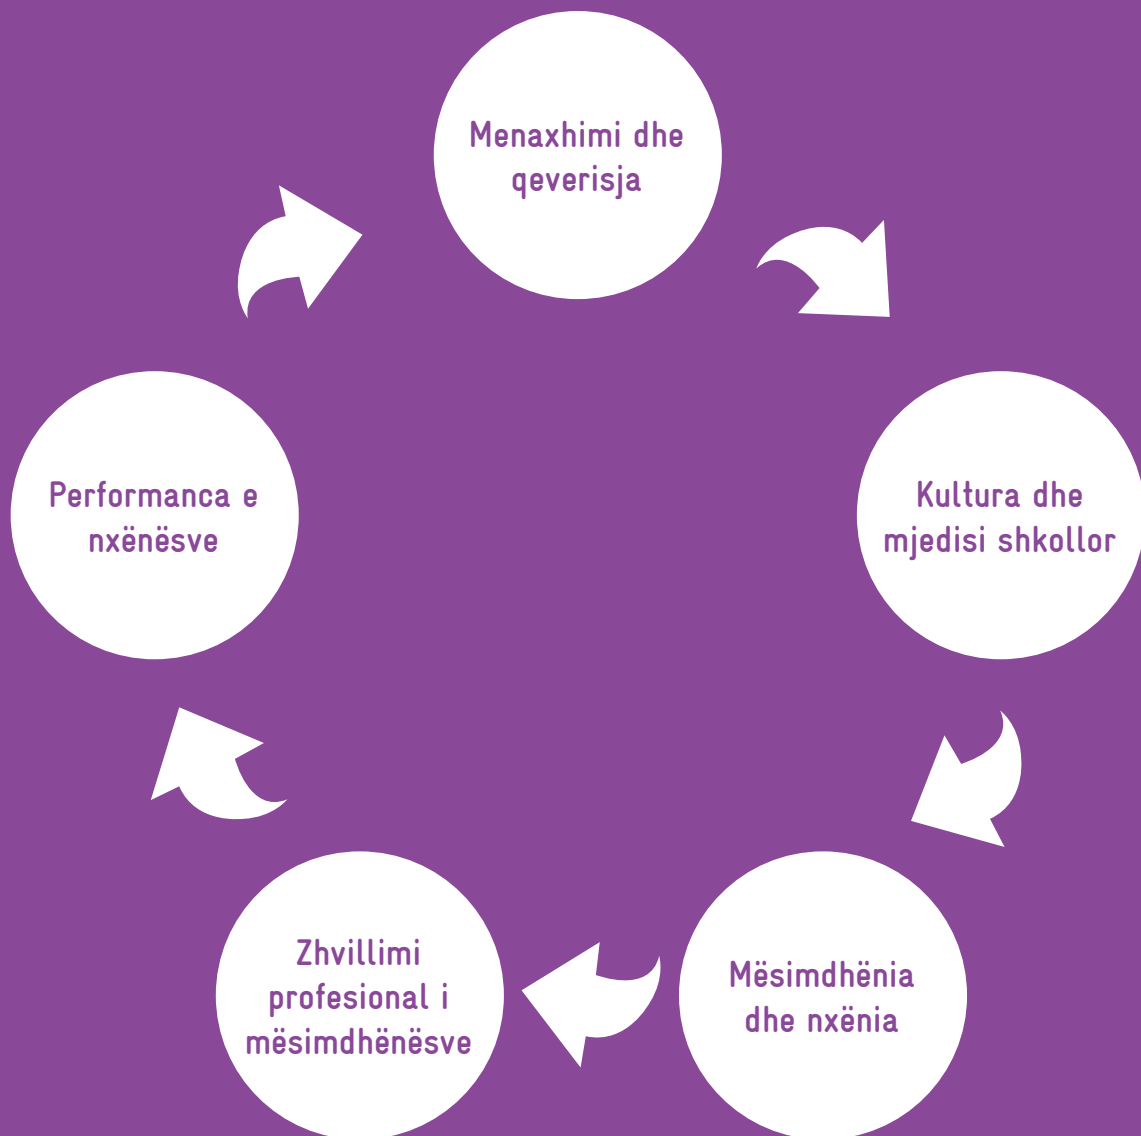 Menaxhimi dhe
qeverisja
Kultura dhe
mjedisi shkollor
Mësimdhënia
dhe nxënia
Zhvillimi
profesional i
mësimdhënësve
Performanca e
nxënësve